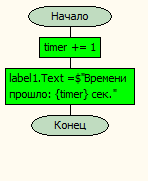 Начало
timer += 1
label1.Text =$"Времени
прошло: {timer} сек."
Конец